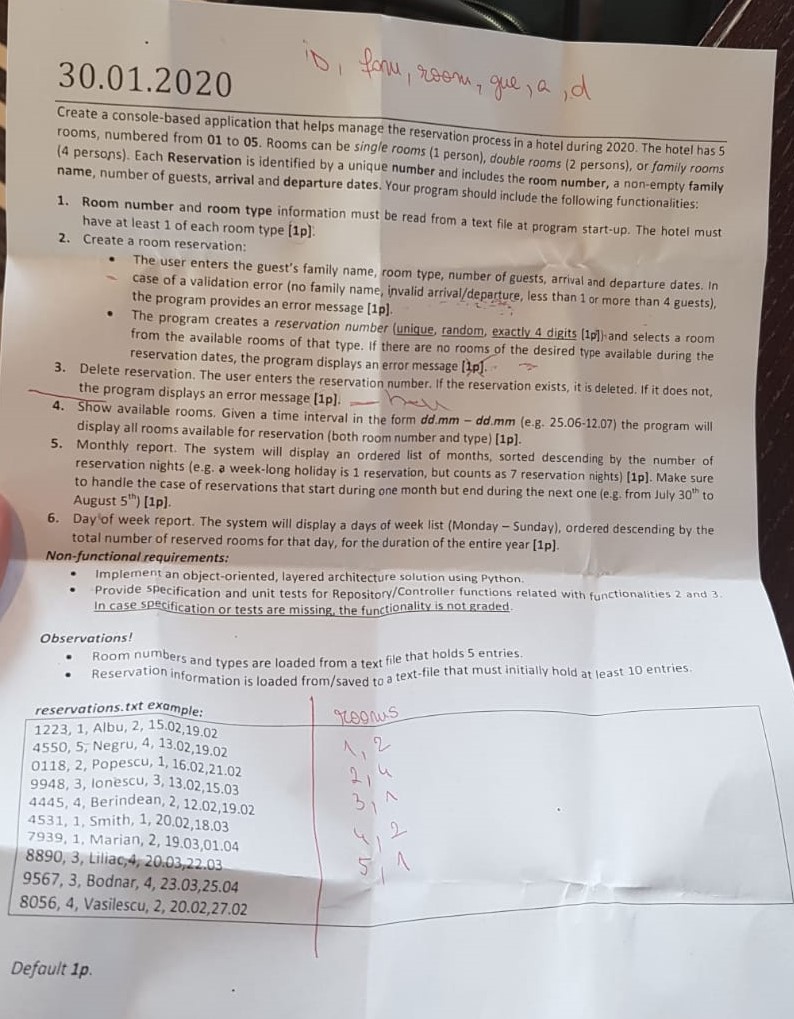 iD, fam, room, gue, a, d
30.01.2020
Create a console-based application that helps manage the reservation process in a hotel during 2020. The hotel has 5
rooms, numbered from 01 to 05. Rooms can be single rooms (1 person), double rooms (2 persons), or family rooms
(4 persons). Each Reservation is identified by a unique number and includes the room number, a non-empty family
name, number of guests, arrival and departure dates. Your program should include the following functionalities:
1. Room number and room type information must be read from a text file at program start-up. The hotel must
have at least 1 of each room type [1p].
2. Create a room reservation:
• The user enters the guest's family name, room type, number of guests, arrival and departure dates. In
case of a validation error (no family name, invalid arrival/departure, less than 1 or more than 4 guests),
the program provides an error message [1p].
• The program creates a reservation number (unique, random, exactly 4 digits [1p]) and selects a room
from the available rooms of that type. If there are no rooms of the desired type available during the
reservation dates, the program displays an error message [1p].
3. Delete reservation. The user enters the reservation number. If the reservation exists, it is deleted. If it does not,
the program displays an error message [1p].
4. Show available rooms. Given a time interval in the form dd.mm – dd.mm (e.g. 25.06-12.07) the program will
display all rooms available for reservation (both room number and type) [1p].
5. Monthly report. The system will display an ordered list of months, sorted descending by the number of
reservation nights (e.g. a week-long holiday is 1 reservation, but counts as 7 reservation nights) [1p]. Make sure
to handle the case of reservations that start during one month but end during the next one (e.g. from July 30th to
August 5th) [1p].
6. Day of week report. The system will display a days of week list (Monday – Sunday), ordered descending by the
total number of reserved rooms for that day, for the duration of the entire year [1p].
Non-functional requirements:
• Implement an object-oriented, layered architecture solution using Python.
• Provide specification and unit tests for Repository/Controller functions related with functionalities 2 and 3.
In case specification or tests are missing, the functionality is not graded.
Observations!
• Room numbers and types are loaded from a text file that holds 5 entries.
• Reservation information is loaded from/saved to a text-file that must initially hold at least 10 entries.
reservations.txt example:
1223, 1, Albu, 2, 15.02,19.02
4550, 5, Negru, 4, 13.02,19.02
0118, 2, Popescu, 1, 16.02,21.02
9948, 3, Ionescu, 3, 13.02,15.03
4445, 4, Berindean, 2, 12.02,19.02
4531, 1, Smith, 1, 20.02,18.03
7939, 1, Marian, 2, 19.03,01.04
8890, 3, Liliac,4, 20.03,22.03
9567, 3, Bodnar, 4, 23.03,25.04
8056, 4, Vasilescu, 2, 20.02,27.02
rooms
1, 2
2, 4
3, 1
4, 2
5, 1
Default 1p.